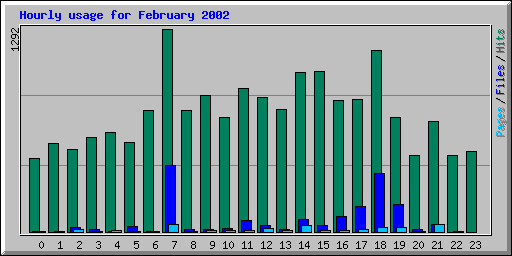 Hourly usage for February 2002
1292
Pages/Files/Hits
0 1 2 3 4 5 6 7 8 9 10 11 12 13 14 15 16 17 18 19 20 21 22 23